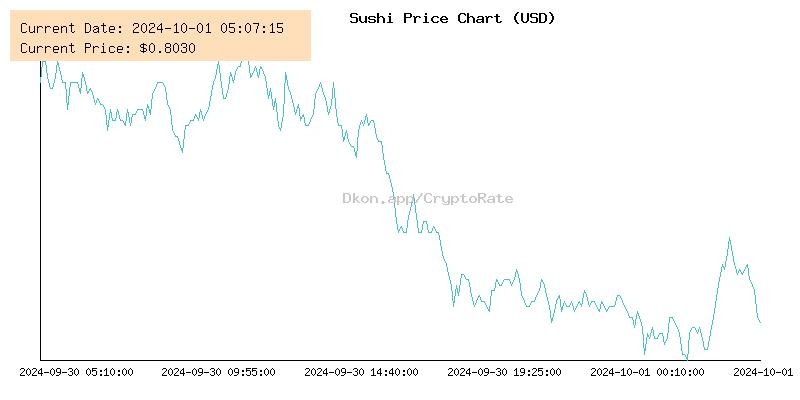 Sushi Price Chart (USD)
Current Date: 2024-10-01 05:07:15
Current Price: $0.8030
Dkon.app/CryptoRate
2024-09-30 05:10:00 2024-09-30 09:55:00 2024-09-30 14:40:00 2024-09-30 19:25:00 2024-10-01 00:10:00 2024-10-01